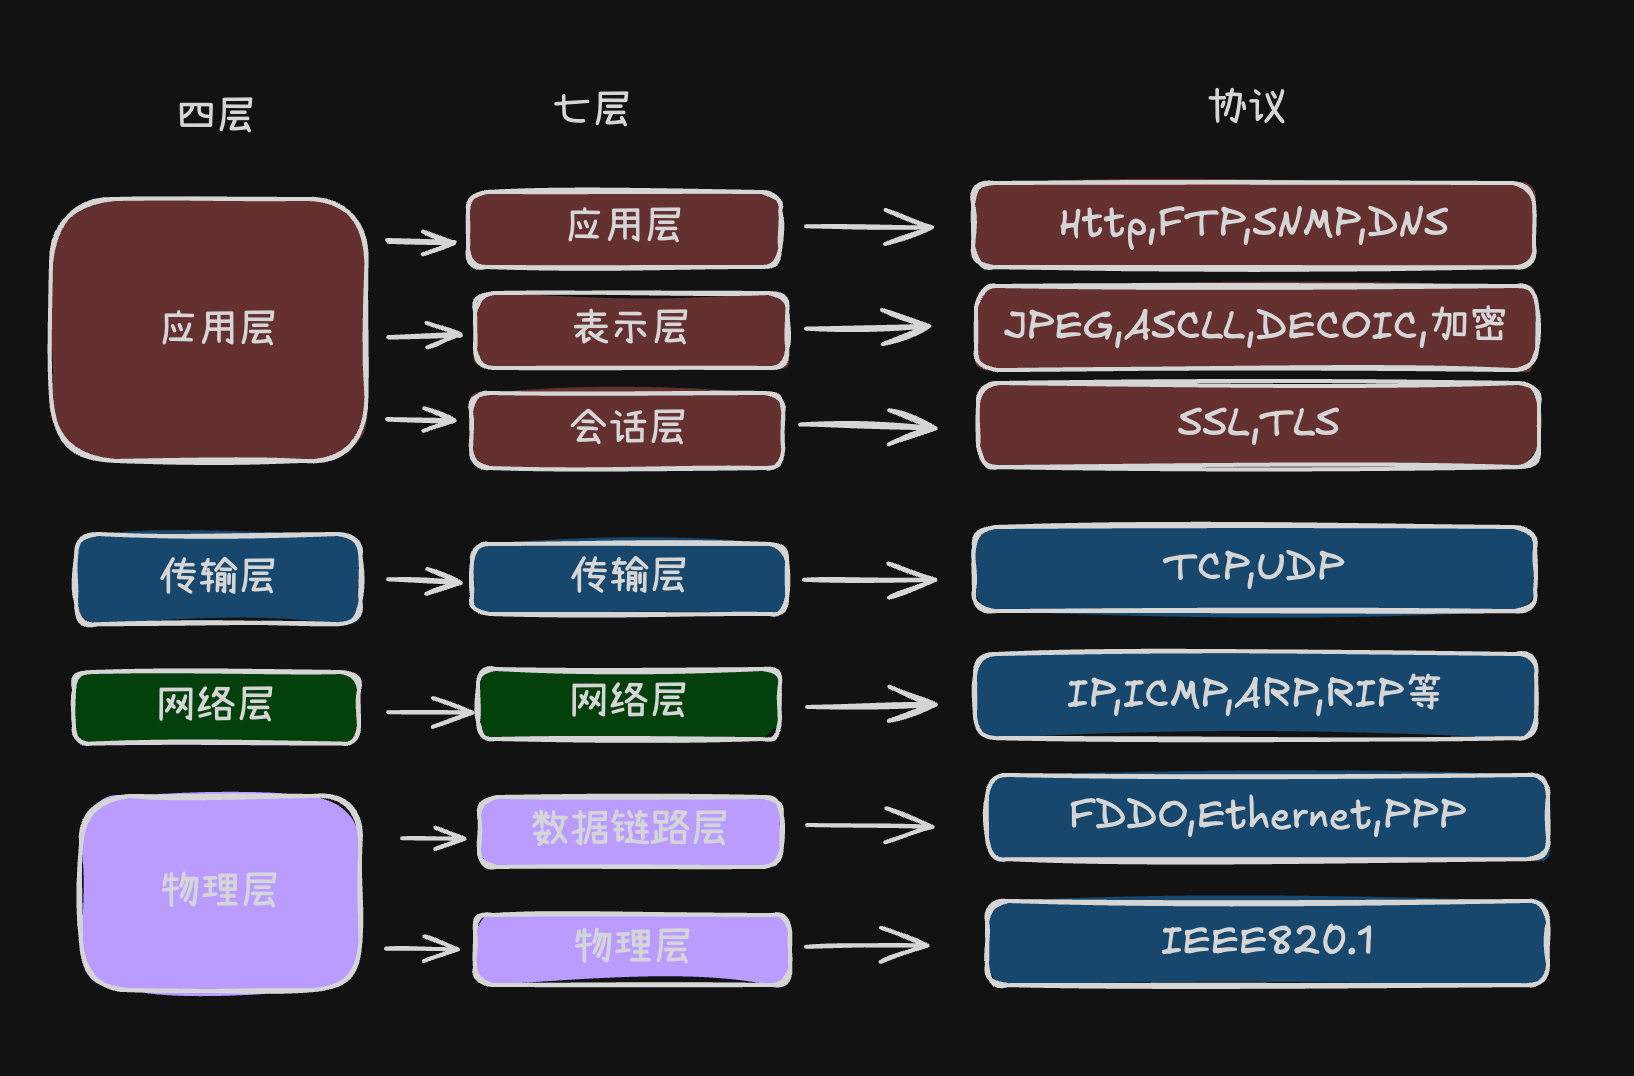 四层
七层
协议
应用层
应用层
Http,FTP,SNMP,DNS
表示层
JPEG,ASCLL,DECOIC,加密
会话层
SSL,TLS
传输层
传输层
TCP,UDP
网络层
网络层
IP,ICMP,ARP,RIP等
物理层
数据链路层
FDDO,Ethernet,PPP
物理层
IEEE820.1